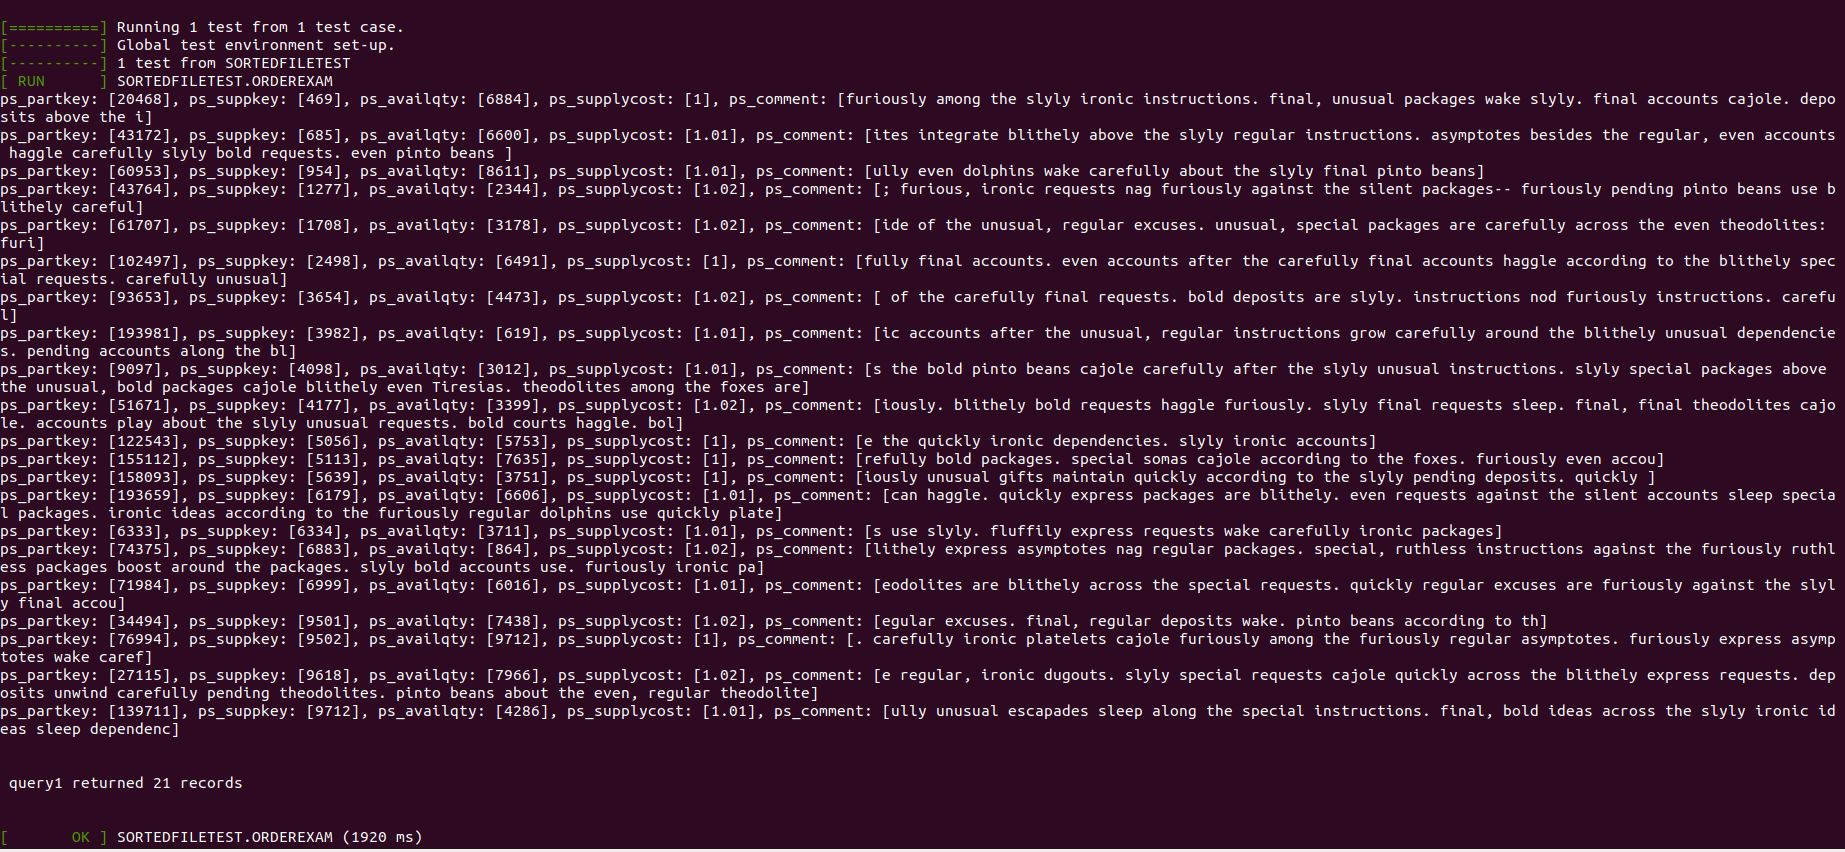 [==========] Running 1 test from 1 test case.
[----------] Global test environment set-up.
[----------] 1 test from SORTEDFILETEST
[ RUN      ] SORTEDFILETEST.ORDEREXAM
ps_partkey: [20468], ps_suppkey: [469], ps_availqty: [6884], ps_supplycost: [1], ps_comment: [furiously among the slyly ironic instructions. final, unusual packages wake slyly. final accounts cajole. depo
sits above the i]
ps_partkey: [43172], ps_suppkey: [685], ps_availqty: [6600], ps_supplycost: [1.01], ps_comment: [ites integrate blithely above the slyly regular instructions. asymptotes besides the regular, even accounts
 haggle carefully slyly bold requests. even pinto beans ]
ps_partkey: [60953], ps_suppkey: [954], ps_availqty: [8611], ps_supplycost: [1.01], ps_comment: [ully even dolphins wake carefully about the slyly final pinto beans]
ps_partkey: [43764], ps_suppkey: [1277], ps_availqty: [2344], ps_supplycost: [1.02], ps_comment: [; furious, ironic requests nag furiously against the silent packages-- furiously pending pinto beans use b
lithely careful]
ps_partkey: [61707], ps_suppkey: [1708], ps_availqty: [3178], ps_supplycost: [1.02], ps_comment: [ide of the unusual, regular excuses. unusual, special packages are carefully across the even theodolites:
furi]
ps_partkey: [102497], ps_suppkey: [2498], ps_availqty: [6491], ps_supplycost: [1], ps_comment: [fully final accounts. even accounts after the carefully final accounts haggle according to the blithely spec
ial requests. carefully unusual]
ps_partkey: [93653], ps_suppkey: [3654], ps_availqty: [4473], ps_supplycost: [1.02], ps_comment: [ of the carefully final requests. bold deposits are slyly. instructions nod furiously instructions. carefu
l]
ps_partkey: [193981], ps_suppkey: [3982], ps_availqty: [619], ps_supplycost: [1.01], ps_comment: [ic accounts after the unusual, regular instructions grow carefully around the blithely unusual dependencie
s. pending accounts along the bl]
ps_partkey: [9097], ps_suppkey: [4098], ps_availqty: [3012], ps_supplycost: [1.01], ps_comment: [s the bold pinto beans cajole carefully after the slyly unusual instructions. slyly special packages above
the unusual, bold packages cajole blithely even Tiresias. theodolites among the foxes are]
ps_partkey: [51671], ps_suppkey: [4177], ps_availqty: [3399], ps_supplycost: [1.02], ps_comment: [iously. blithely bold requests haggle furiously. slyly final requests sleep. final, final theodolites cajo
le. accounts play about the slyly unusual requests. bold courts haggle. bol]
ps_partkey: [122543], ps_suppkey: [5056], ps_availqty: [5753], ps_supplycost: [1], ps_comment: [e the quickly ironic dependencies. slyly ironic accounts]
ps_partkey: [155112], ps_suppkey: [5113], ps_availqty: [7635], ps_supplycost: [1], ps_comment: [refully bold packages. special somas cajole according to the foxes. furiously even accou]
ps_partkey: [158093], ps_suppkey: [5639], ps_availqty: [3751], ps_supplycost: [1], ps_comment: [iously unusual gifts maintain quickly according to the slyly pending deposits. quickly ]
ps_partkey: [193659], ps_suppkey: [6179], ps_availqty: [6606], ps_supplycost: [1.01], ps_comment: [can haggle. quickly express packages are blithely. even requests against the silent accounts sleep specia
l packages. ironic ideas according to the furiously regular dolphins use quickly plate]
ps_partkey: [6333], ps_suppkey: [6334], ps_availqty: [3711], ps_supplycost: [1.01], ps_comment: [s use slyly. fluffily express requests wake carefully ironic packages]
ps_partkey: [74375], ps_suppkey: [6883], ps_availqty: [864], ps_supplycost: [1.02], ps_comment: [lithely express asymptotes nag regular packages. special, ruthless instructions against the furiously ruthl
ess packages boost around the packages. slyly bold accounts use. furiously ironic pa]
ps_partkey: [71984], ps_suppkey: [6999], ps_availqty: [6016], ps_supplycost: [1.01], ps_comment: [eodolites are blithely across the special requests. quickly regular excuses are furiously against the slyl
y final accou]
ps_partkey: [34494], ps_suppkey: [9501], ps_availqty: [7438], ps_supplycost: [1.02], ps_comment: [egular excuses. final, regular deposits wake. pinto beans according to th]
ps_partkey: [76994], ps_suppkey: [9502], ps_availqty: [9712], ps_supplycost: [1], ps_comment: [. carefully ironic platelets cajole furiously among the furiously regular asymptotes. furiously express asymp
totes wake caref]
ps_partkey: [27115], ps_suppkey: [9618], ps_availqty: [7966], ps_supplycost: [1.02], ps_comment: [e regular, ironic dugouts. slyly special requests cajole quickly across the blithely express requests. dep
osits unwind carefully pending theodolites. pinto beans about the even, regular theodolite]
ps_partkey: [139711], ps_suppkey: [9712], ps_availqty: [4286], ps_supplycost: [1.01], ps_comment: [ully unusual escapades sleep along the special instructions. final, bold ideas across the slyly ironic id
eas sleep dependenc]
 query1 returned 21 records
[       OK ] SORTEDFILETEST.ORDEREXAM (1920 ms)